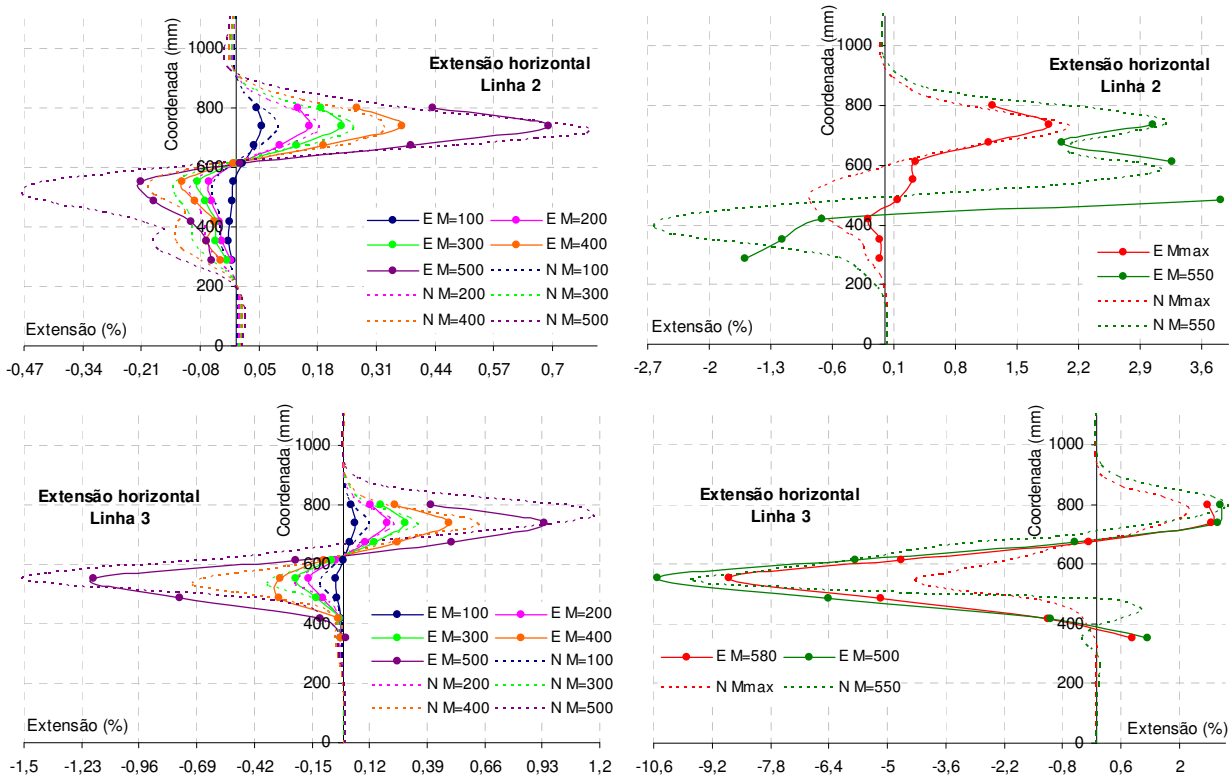 Coordenada (mm)
1000
800
600
400
200
0
Extensão horizontal
Linha 2
E M=100 E M=200
E M=300 E M=400
E M=500 N M=100
N M=200 N M=300
N M=400 N M=500
Extensão (%)
-0,47 -0,34 -0,21 -0,08 0,05 0,18 0,31 0,44 0,57 0,7
Coordenada (mm)
1000
800
600
400
200
0
Extensão horizontal
Linha 2
E Mmax
E M=550
N Mmax
N M=550
Extensão (%)
-2,7 -2 -1,3 -0,6 0,1 0,8 1,5 2,2 2,9 3,6
Coordenada (mm)
1000
800
600
400
200
0
Extensão horizontal
Linha 3
E M=100 E M=200
E M=300 E M=400
E M=500 N M=100
N M=200 N M=300
N M=400 N M=500
Extensão (%)
-1,5 -1,23 -0,96 -0,69 -0,42 -0,15 0,12 0,39 0,66 0,93 1,2
Coordenada (mm)
1000
800
600
400
200
0
Extensão horizontal
Linha 3
E M=580 E M=500
N Mmax N M=550
Extensão (%)
-10,6 -9,2 -7,8 -6,4 -5 -3,6 -2,2 -0,8 0,6 2